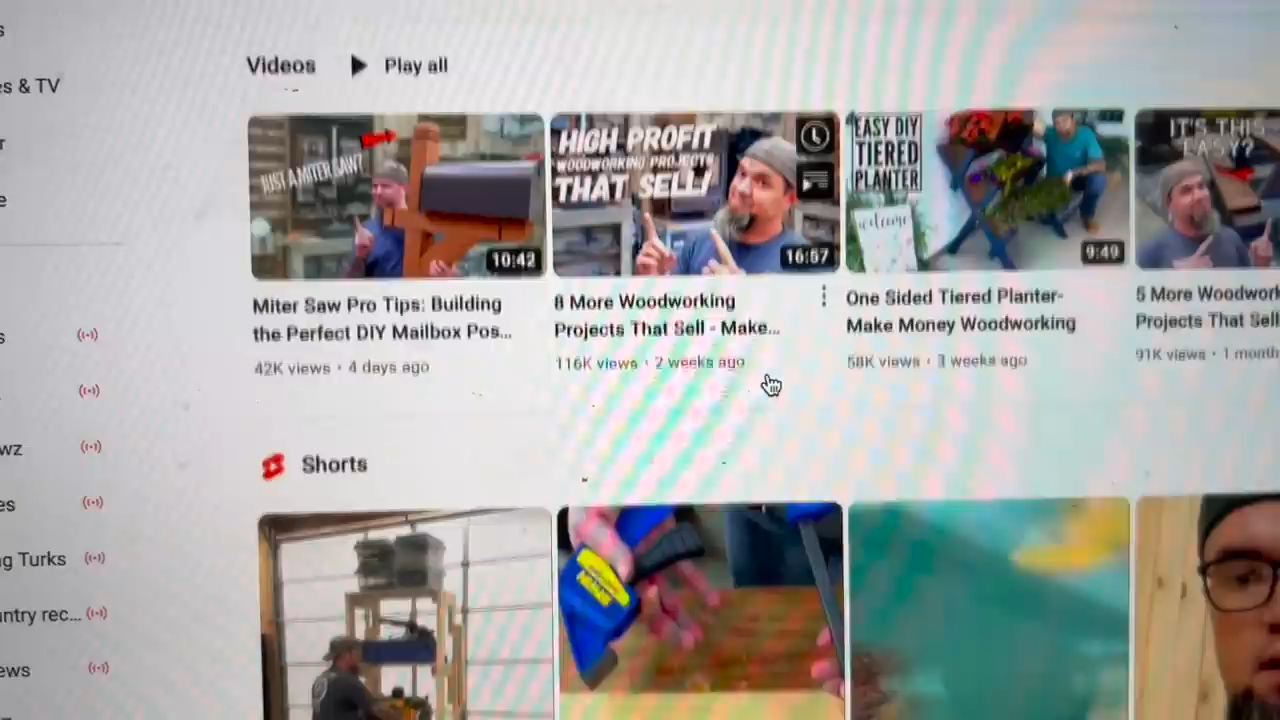 s
es & TV
r
e
s
wz
es
ng Turks
untry rec...
ews
Videos
Play all
JUST A MITER SAW?
10:42
Miter Saw Pro Tips: Building
the Perfect DIY Mailbox Pos...
42K views • 4 days ago
HIGH PROFIT
WOODWORKING PROJECTS
THAT SELL!
16:57
8 More Woodworking
Projects That Sell - Make...
116K views • 2 weeks ago
EASY DIY
TIERED
PLANTER
welcome
9:49
One Sided Tiered Planter-
Make Money Woodworking
58K views • 3 weeks ago
IT'S THIS
EASY?
5 More Woodwor
Projects That Sell
91K views • 1 month
Shorts